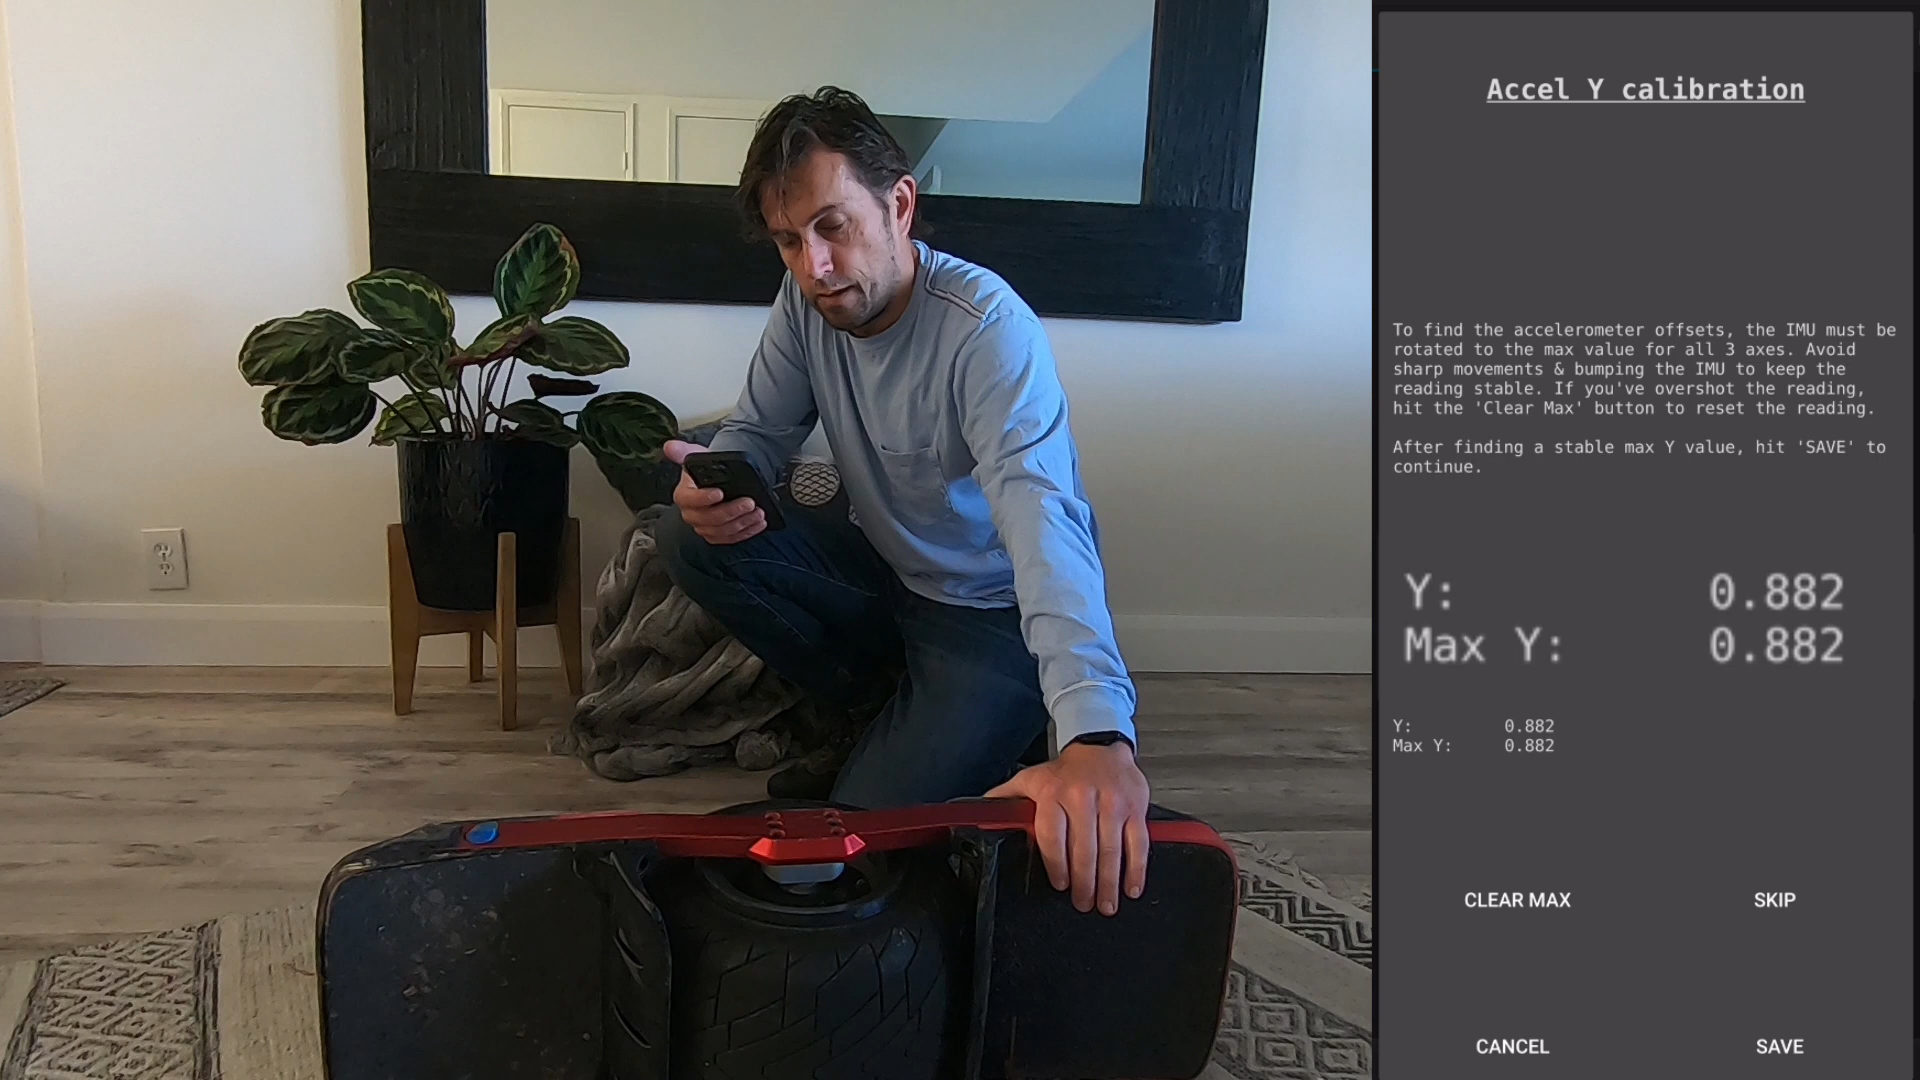 Accel Y calibration
To find the accelerometer offsets, the IMU must be
rotated to the max value for all 3 axes. Avoid
sharp movements & bumping the IMU to keep the
reading stable. If you've overshot the reading,
hit the 'Clear Max' button to reset the reading.
After finding a stable max Y value, hit 'SAVE' to
continue.
Y: 0.882
Max Y: 0.882
Y: 0.882
Max Y: 0.882
CLEAR MAX SKIP
CANCEL SAVE